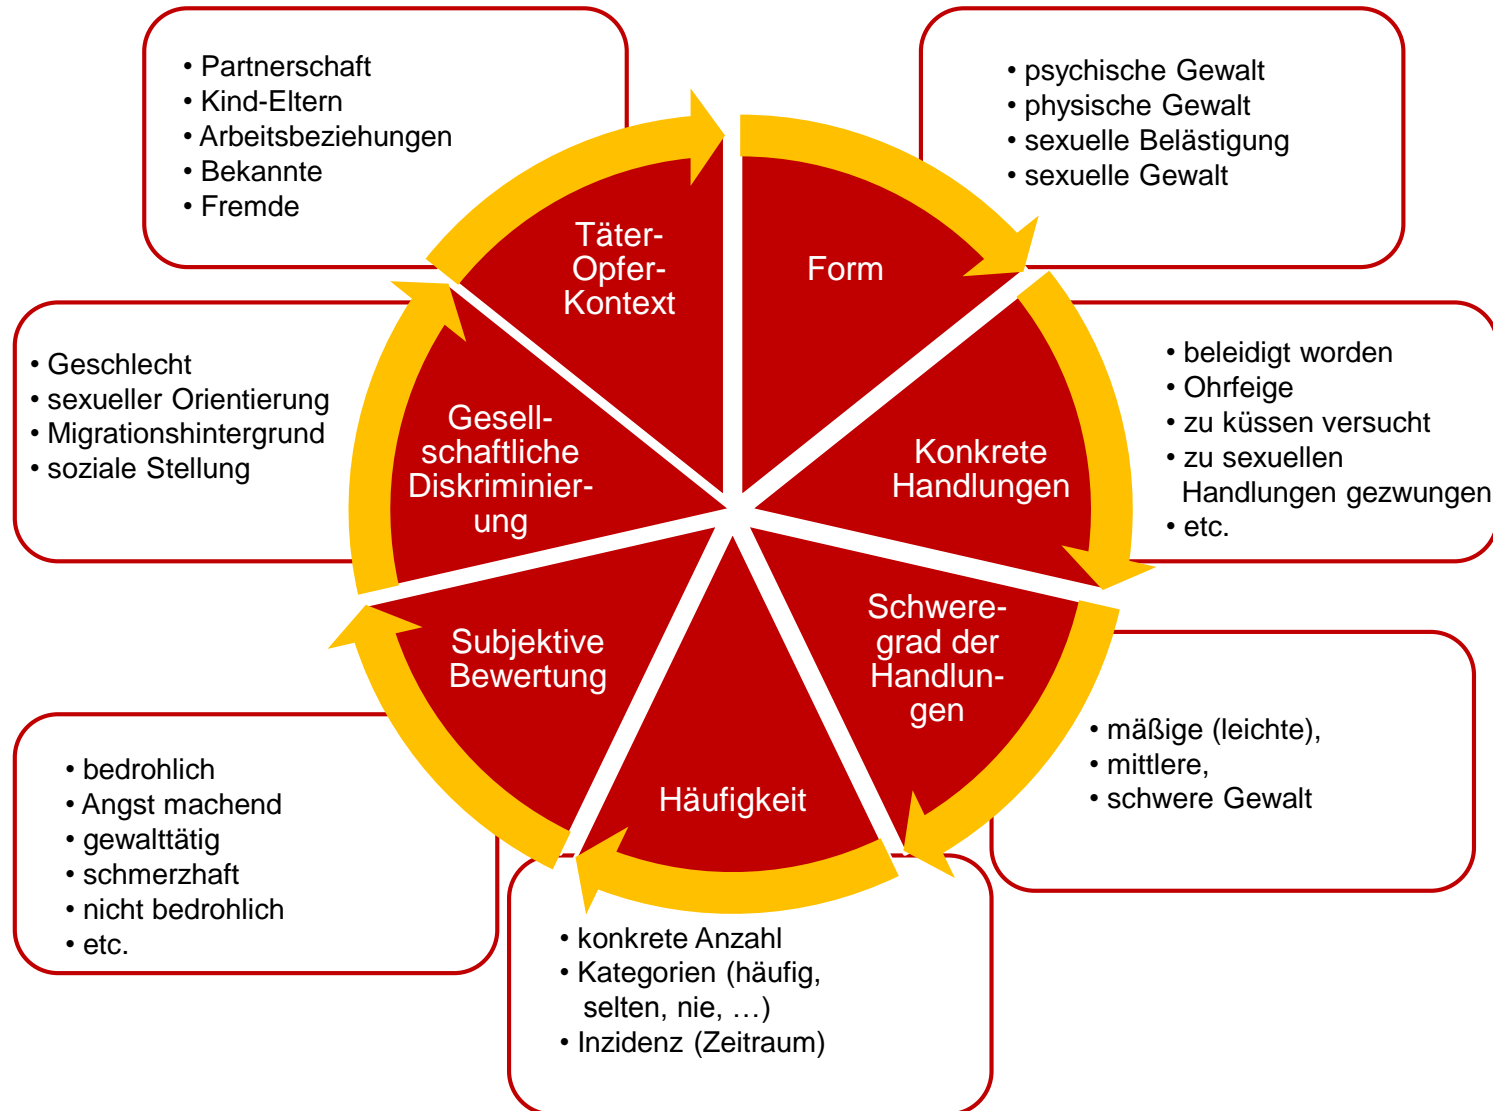 • Partnerschaft
• Kind-Eltern
• Arbeitsbeziehungen
• Bekannte
• Fremde
• psychische Gewalt
• physische Gewalt
• sexuelle Belästigung
• sexuelle Gewalt
Täter-
Opfer-
Kontext
Form
• Geschlecht
• sexueller Orientierung
• Migrationshintergrund
• soziale Stellung
Gesell-
schaftliche
Diskriminier-
ung
Konkrete
Handlungen
• beleidigt worden
• Ohrfeige
• zu küssen versucht
• zu sexuellen
Handlungen gezwungen
• etc.
Subjektive
Bewertung
Schwere-
grad der
Handlun-
gen
• mäßige (leichte),
• mittlere,
• schwere Gewalt
• bedrohlich
• Angst machend
• gewalttätig
• schmerzhaft
• nicht bedrohlich
• etc.
Häufigkeit
• konkrete Anzahl
• Kategorien (häufig,
selten, nie, …)
• Inzidenz (Zeitraum)